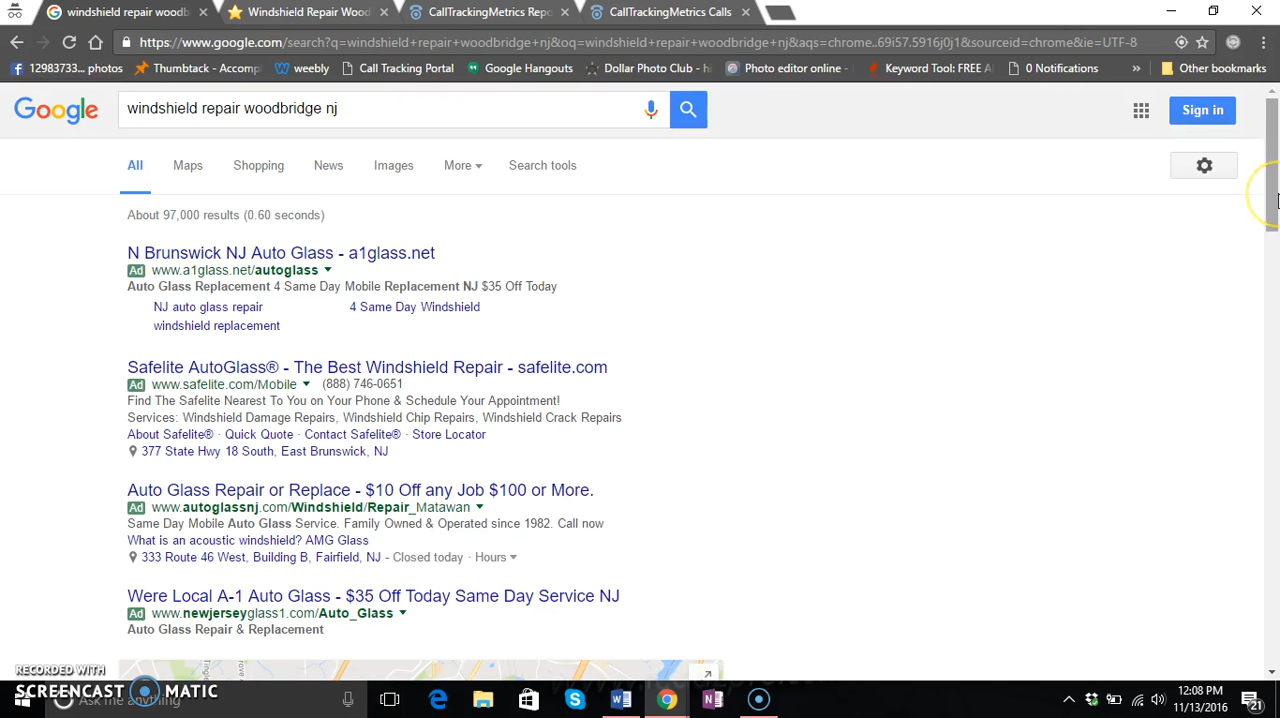 windshield repair woodb
Windshield Repair Wood
CallTrackingMetrics Repo
CallTrackingMetrics Calls
https://www.google.com/search?q=windshield+repair+woodbridge+nj&oq=windshield+repair+woodbridge+nj&aqs=chrome..69i57.5916j0j1&sourceid=chrome&ie=UTF-8
12983733... photos
Thumbtack - Accompl
weebly
Call Tracking Portal
Google Hangouts
Dollar Photo Club - hi
Photo editor online -
Keyword Tool: FREE A
0 Notifications
»
Other bookmarks
Google
windshield repair woodbridge nj
Sign in
All Maps Shopping News Images More Search tools
About 97,000 results (0.60 seconds)
N Brunswick NJ Auto Glass - a1glass.net
Ad www.a1glass.net/autoglass
Auto Glass Replacement 4 Same Day Mobile Replacement NJ $35 Off Today
NJ auto glass repair 4 Same Day Windshield
windshield replacement
Safelite AutoGlass® - The Best Windshield Repair - safelite.com
Ad www.safelite.com/Mobile (888) 746-0651
Find The Safelite Nearest To You on Your Phone & Schedule Your Appointment!
Services: Windshield Damage Repairs, Windshield Chip Repairs, Windshield Crack Repairs
About Safelite® · Quick Quote · Contact Safelite® · Store Locator
377 State Hwy 18 South, East Brunswick, NJ
Auto Glass Repair or Replace - $10 Off any Job $100 or More.
Ad www.autoglassnj.com/Windshield/Repair_Matawan
Same Day Mobile Auto Glass Service. Family Owned & Operated since 1982. Call now
What is an acoustic windshield? AMG Glass
333 Route 46 West, Building B, Fairfield, NJ - Closed today · Hours
Were Local A-1 Auto Glass - $35 Off Today Same Day Service NJ
Ad www.newjerseyglass1.com/Auto_Glass
Auto Glass Repair & Replacement
RECORDED WITH
SCREENCAST MATIC
Ask me anything
12:08 PM
11/13/2016
21